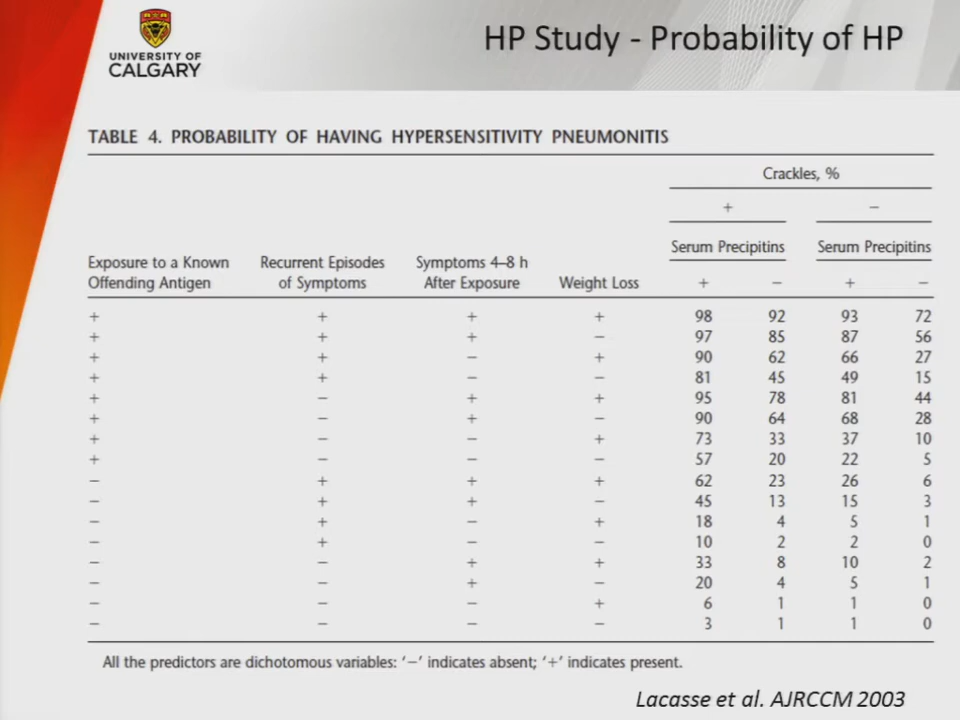 UNIVERSITY OF
CALGARY
HP Study - Probability of HP
TABLE 4. PROBABILITY OF HAVING HYPERSENSITIVITY PNEUMONITIS
Crackles, %
+ −
Serum Precipitins Serum Precipitins
Exposure to a Known Recurrent Episodes Symptoms 4–8 h
Offending Antigen of Symptoms After Exposure Weight Loss + − + −
+ + + + 98 92 93 72
+ + + − 97 85 87 56
+ + − + 90 62 66 27
+ + − − 81 45 49 15
+ − + + 95 78 81 44
+ − + − 90 64 68 28
+ − − + 73 33 37 10
+ − − − 57 20 22 5
− + + + 62 23 26 6
− + + − 45 13 15 3
− + − + 18 4 5 1
− + − − 10 2 2 0
− − + + 33 8 10 2
− − + − 20 4 5 1
− − − + 6 1 1 0
− − − − 3 1 1 0
All the predictors are dichotomous variables: '−' indicates absent; '+' indicates present.
Lacasse et al. AJRCCM 2003